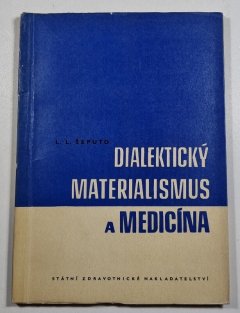 L. L. ŠEPUTO
DIALEKTICKÝ
MATERIALISMUS
A MEDICÍNA
STÁTNÍ ZDRAVOTNICKÉ NAKLADATELSTVÍ